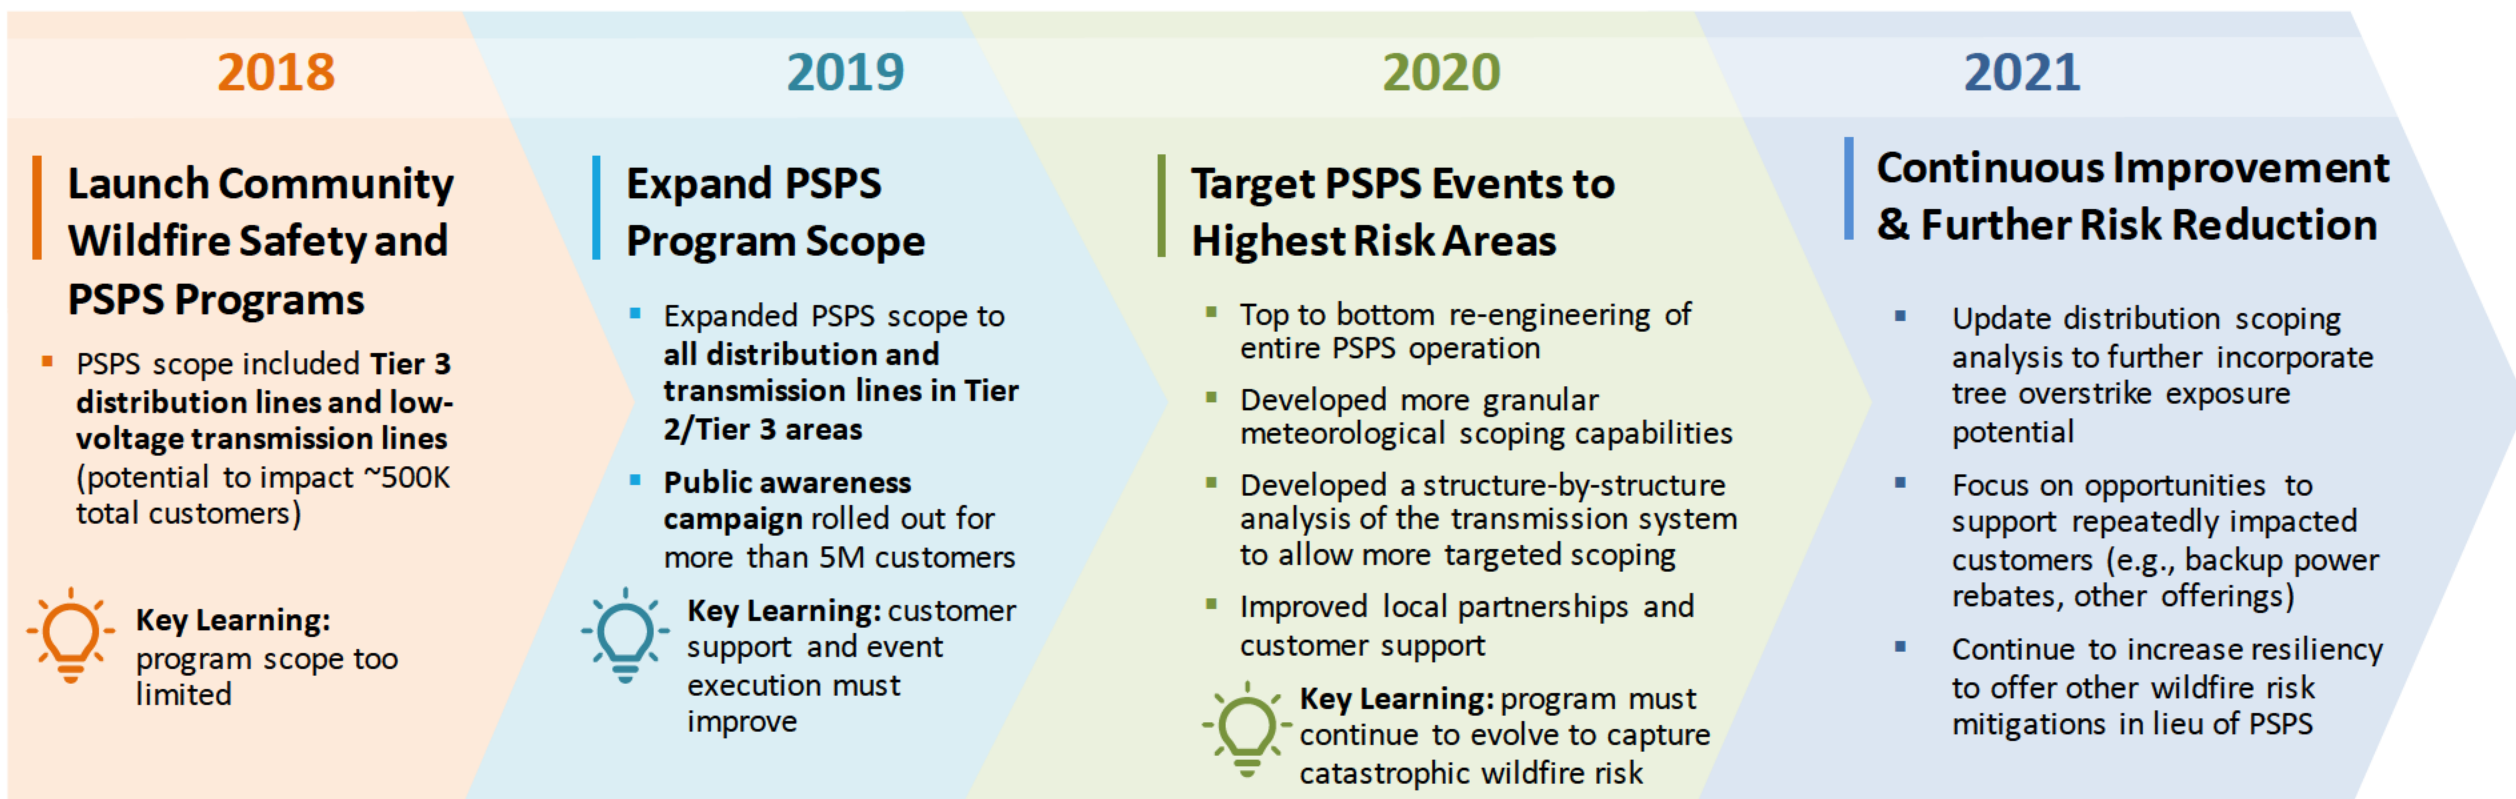 2018
Launch Community
Wildfire Safety and
PSPS Programs
▪ PSPS scope included Tier 3
distribution lines and low-
voltage transmission lines
(potential to impact ~500K
total customers)
Key Learning:
program scope too
limited
2019
Expand PSPS
Program Scope
▪ Expanded PSPS scope to
all distribution and
transmission lines in Tier
2/Tier 3 areas
▪ Public awareness
campaign rolled out for
more than 5M customers
Key Learning: customer
support and event
execution must
improve
2020
Target PSPS Events to
Highest Risk Areas
▪ Top to bottom re-engineering of
entire PSPS operation
▪ Developed more granular
meteorological scoping capabilities
▪ Developed a structure-by-structure
analysis of the transmission system
to allow more targeted scoping
▪ Improved local partnerships and
customer support
Key Learning: program must
continue to evolve to capture
catastrophic wildfire risk
2021
Continuous Improvement
& Further Risk Reduction
▪ Update distribution scoping
analysis to further incorporate
tree overstrike exposure
potential
▪ Focus on opportunities to
support repeatedly impacted
customers (e.g., backup power
rebates, other offerings)
▪ Continue to increase resiliency
to offer other wildfire risk
mitigations in lieu of PSPS